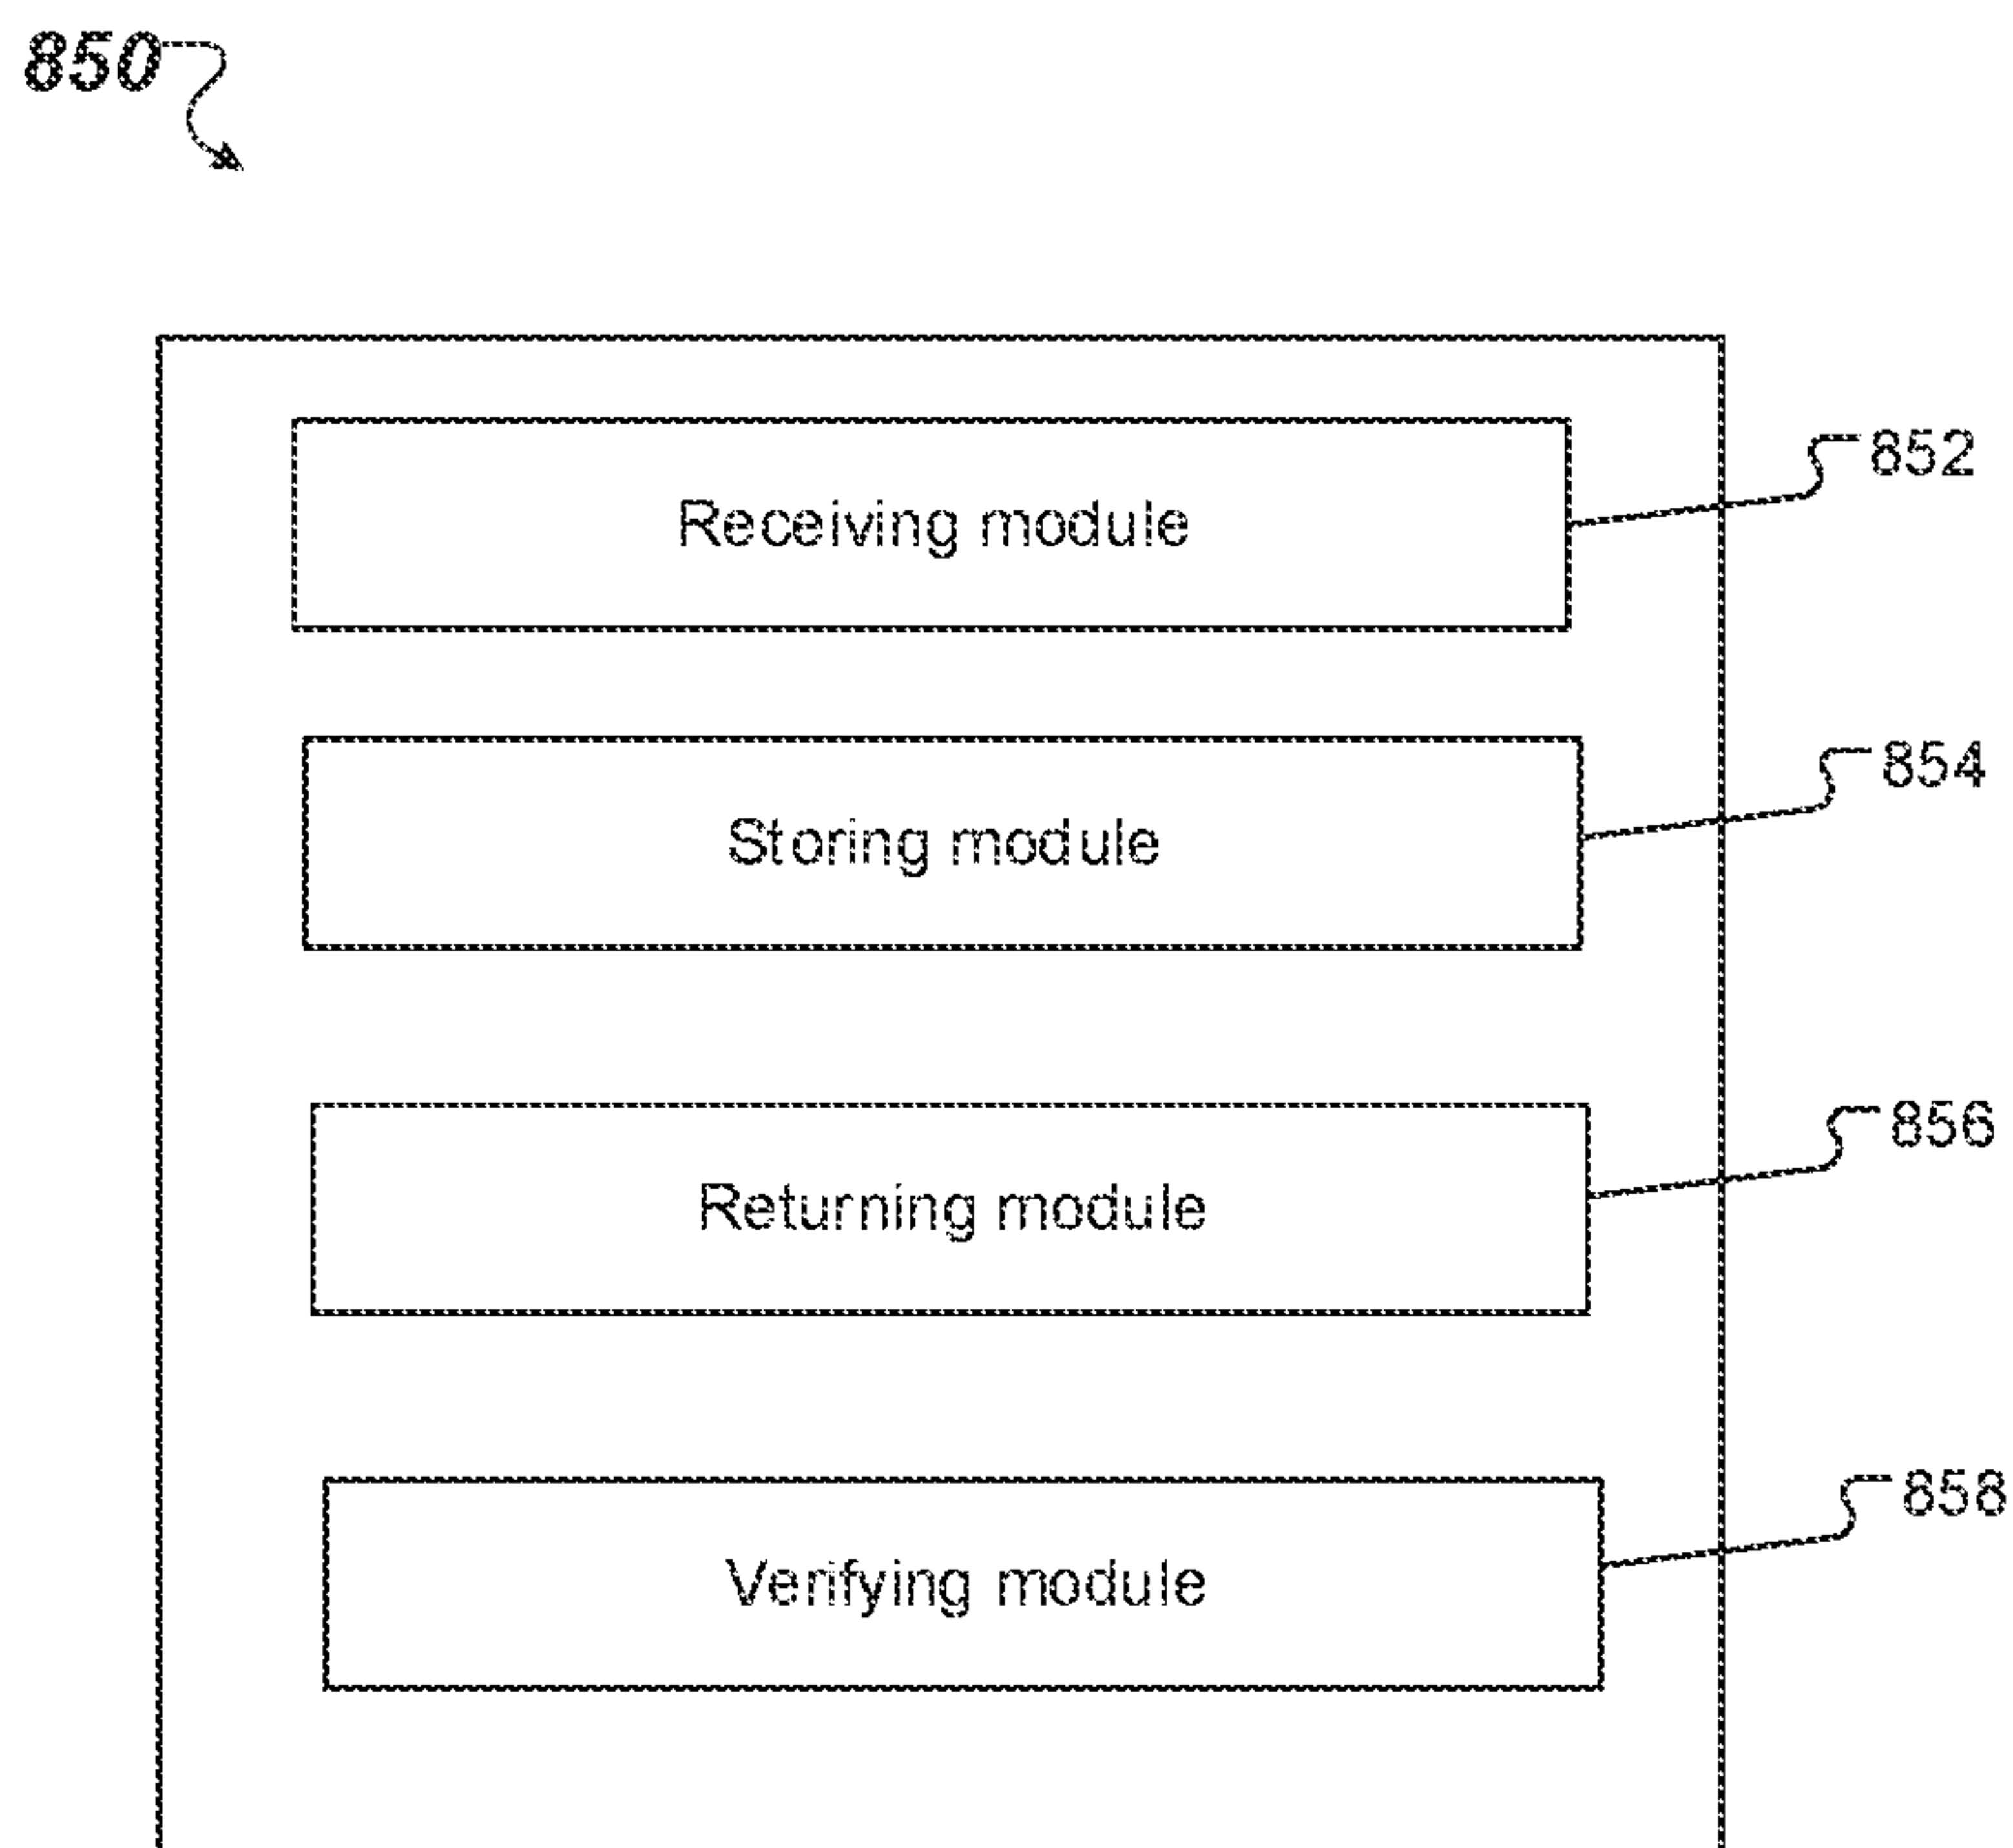 850
Receiving module
852
Storing module
854
Returning module
856
Verifying module
858